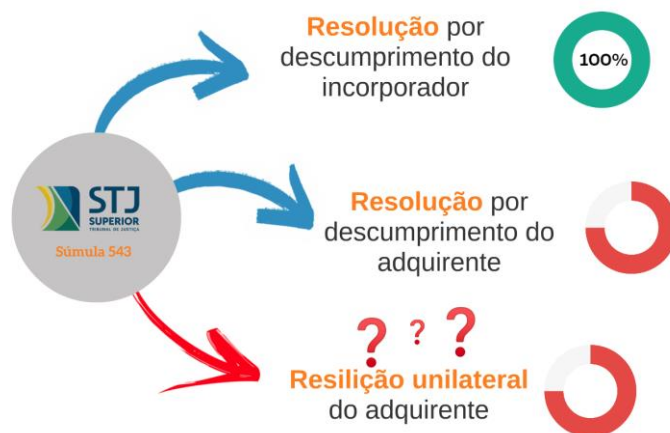 Resolução por
descumprimento do
incorporador
100%
STJ
SUPERIOR
TRIBUNAL DE JUSTIÇA
Súmula 543
Resolução por
descumprimento do
adquirente
? ? ?
Resilição unilateral
do adquirente